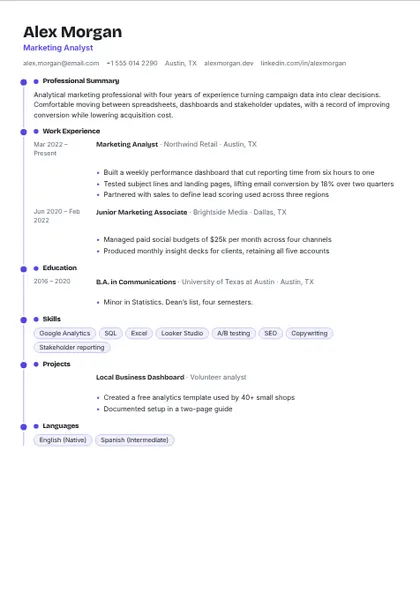 Alex Morgan
Marketing Analyst
alex.morgan@email.com +1 555 014 2290 Austin, TX alexmorgan.dev linkedin.com/in/alexmorgan
Professional Summary
Analytical marketing professional with four years of experience turning campaign data into clear decisions.
Comfortable moving between spreadsheets, dashboards and stakeholder updates, with a record of improving
conversion while lowering acquisition cost.
Work Experience
Mar 2022 –
Present
Marketing Analyst · Northwind Retail · Austin, TX
• Built a weekly performance dashboard that cut reporting time from six hours to one
• Tested subject lines and landing pages, lifting email conversion by 18% over two quarters
• Partnered with sales to define lead scoring used across three regions
Jun 2020 – Feb
2022
Junior Marketing Associate · Brightside Media · Dallas, TX
• Managed paid social budgets of $25k per month across four channels
• Produced monthly insight decks for clients, retaining all five accounts
Education
2016 – 2020
B.A. in Communications · University of Texas at Austin · Austin, TX
• Minor in Statistics. Dean's list, four semesters.
Skills
Google Analytics SQL Excel Looker Studio A/B testing SEO Copywriting
Stakeholder reporting
Projects
Local Business Dashboard · Volunteer analyst
• Created a free analytics template used by 40+ small shops
• Documented setup in a two-page guide
Languages
English (Native) Spanish (Intermediate)